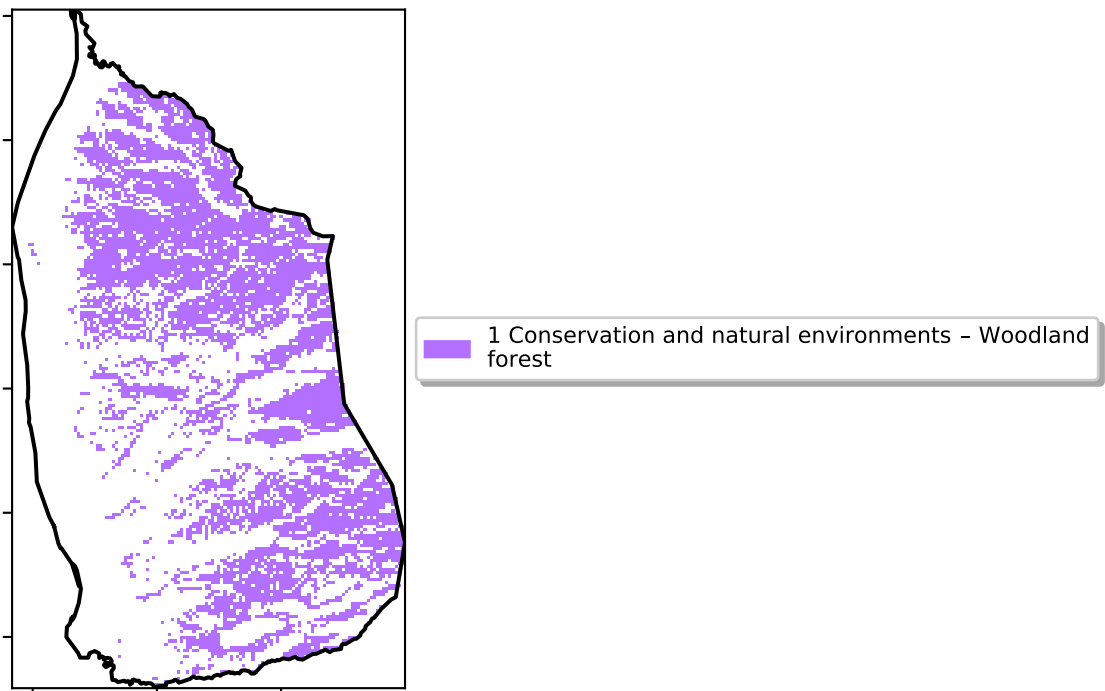 1 Conservation and natural environments – Woodland
forest